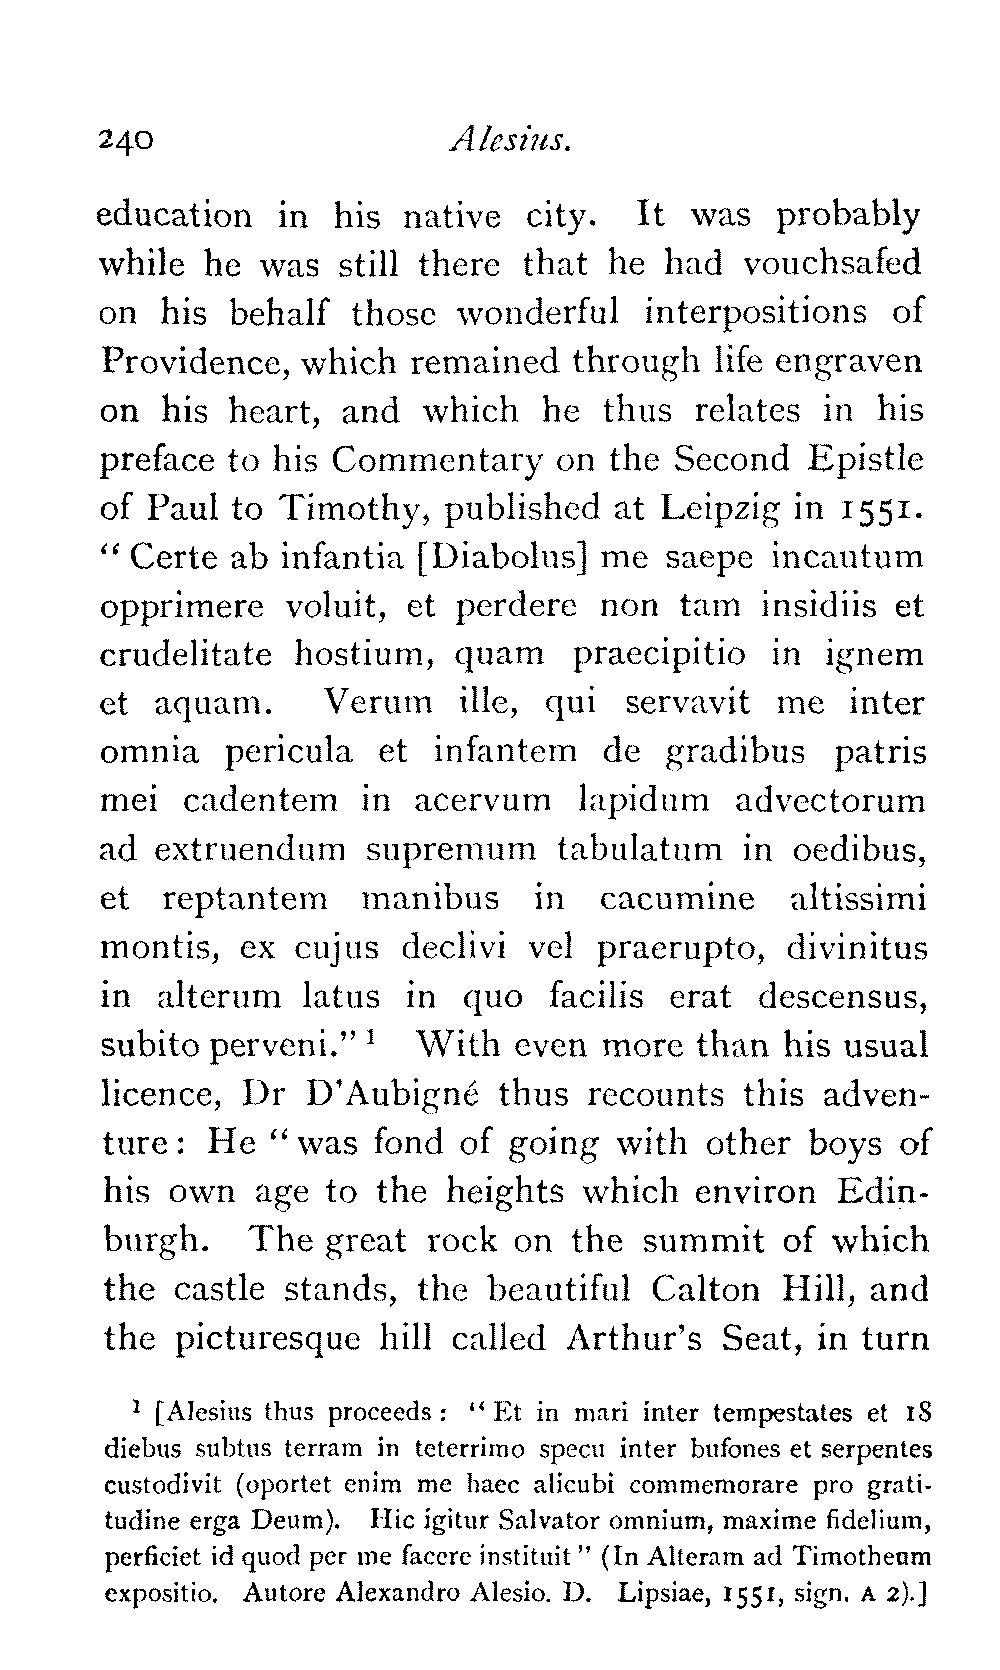 240 Alesius.
education in his native city. It was probably
while he was still there that he had vouchsafed
on his behalf those wonderful interpositions of
Providence, which remained through life engraven
on his heart, and which he thus relates in his
preface to his Commentary on the Second Epistle
of Paul to Timothy, published at Leipzig in 1551.
“Certe ab infantia [Diabolus] me saepe incautum
opprimere voluit, et perdere non tam insidiis et
crudelitate hostium, quam praecipitio in ignem
et aquam. Verum ille, qui servavit me inter
omnia pericula et infantem de gradibus patris
mei cadentem in acervum lapidum advectorum
ad extruendum supremum tabulatum in oedibus,
et reptantem manibus in cacumine altissimi
montis, ex cujus declivi vel praerupto, divinitus
in alterum latus in quo facilis erat descensus,
subito perveni.” 1 With even more than his usual
licence, Dr D’Aubigné thus recounts this adven-
ture: He “was fond of going with other boys of
his own age to the heights which environ Edin-
burgh. The great rock on the summit of which
the castle stands, the beautiful Calton Hill, and
the picturesque hill called Arthur’s Seat, in turn
1 [Alesius thus proceeds: “Et in mari inter tempestates et 18
diebus subtus terram in teterrimo specu inter bufones et serpentes
custodivit (oportet enim me haec alicubi commemorare pro grati-
tudine erga Deum). Hic igitur Salvator omnium, maxime fidelium,
perficiet id quod per me facere instituit” (In Alteram ad Timotheum
expositio. Autore Alexandro Alesio. D. Lipsiae, 1551, sign. A 2).]